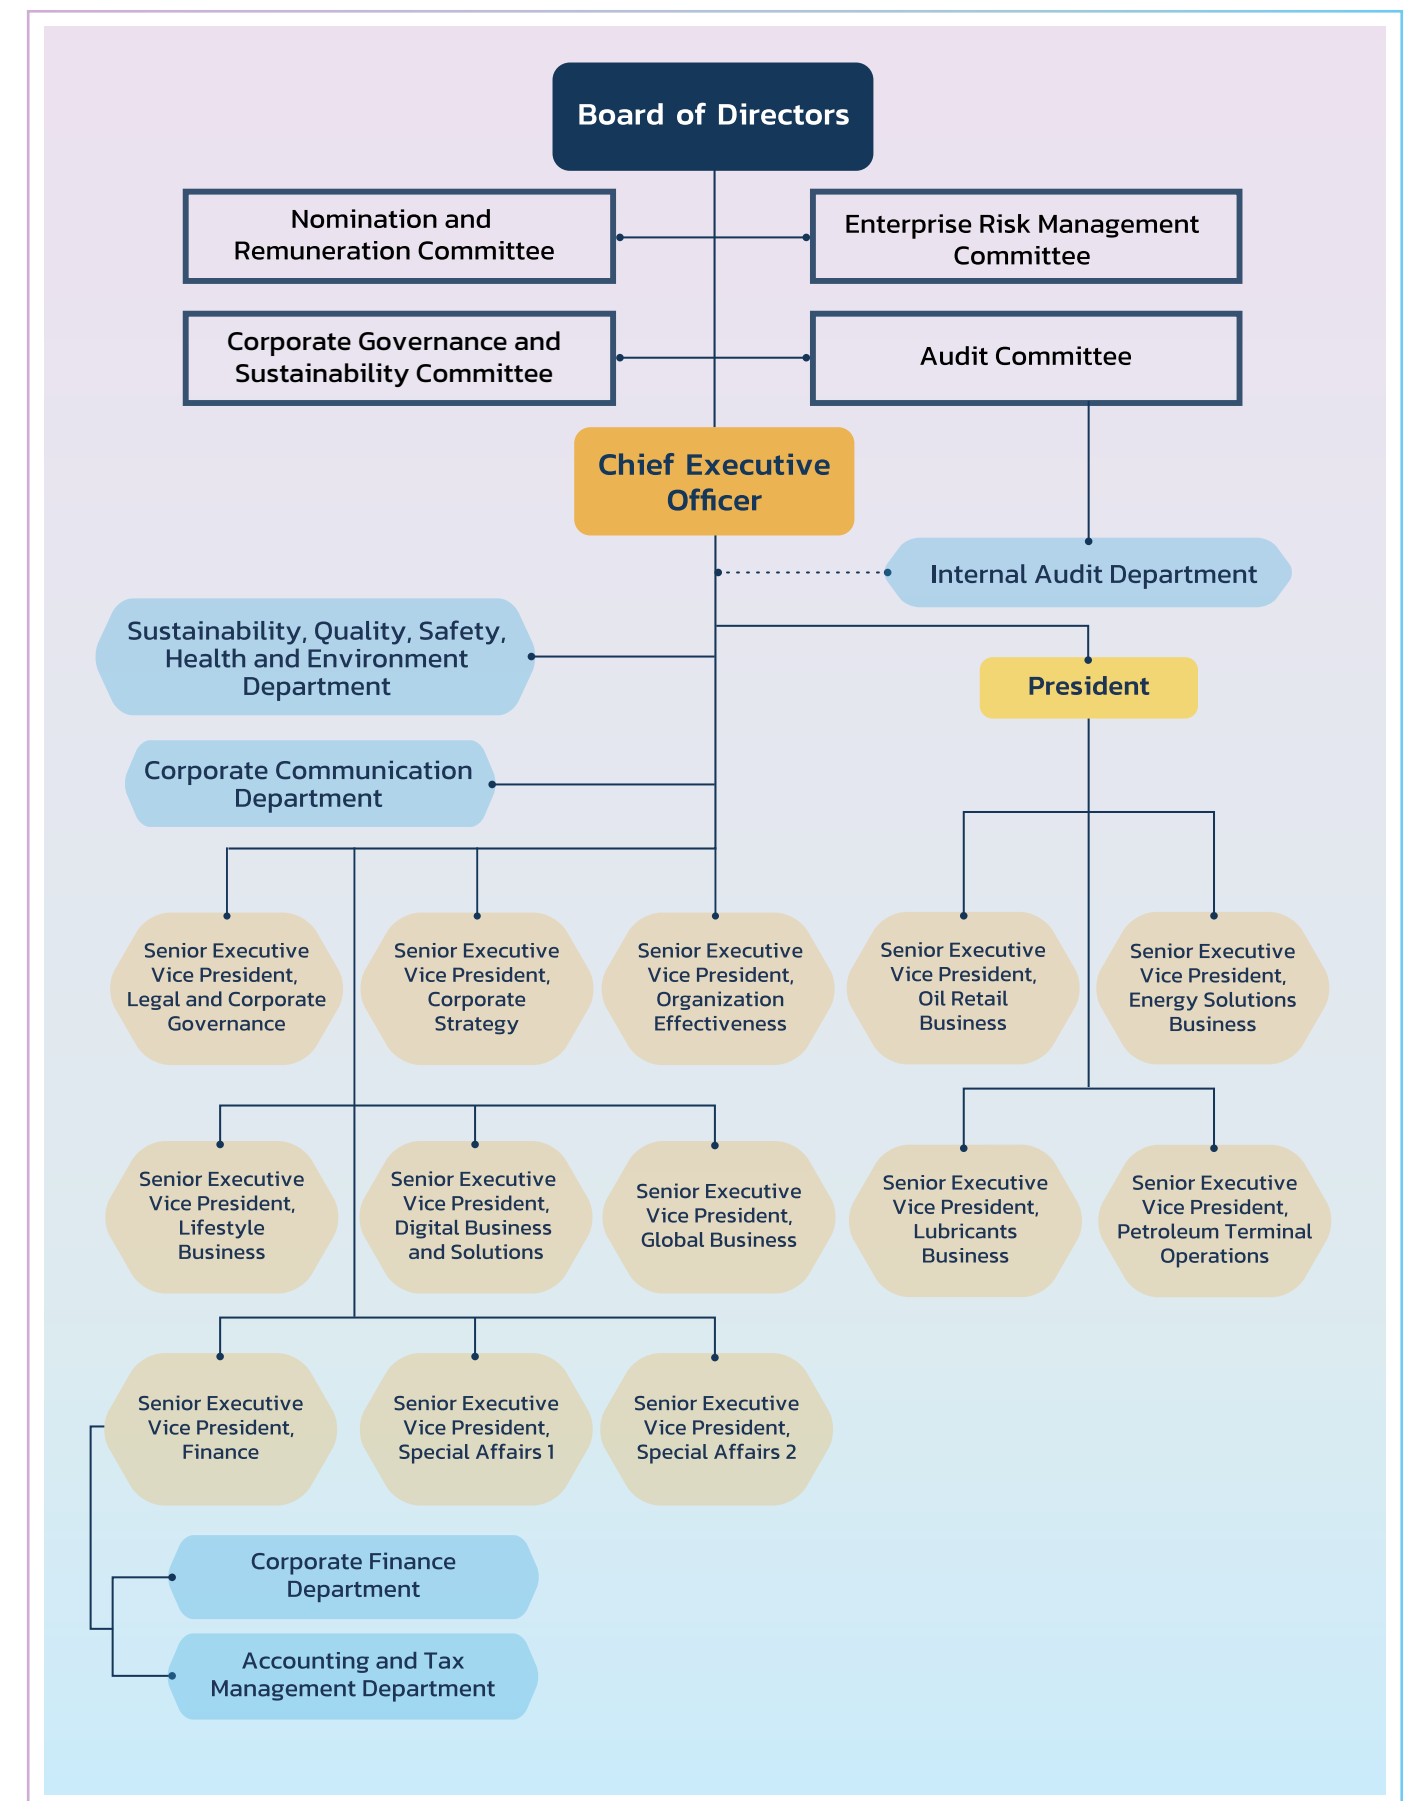 Board of Directors
Nomination and
Remuneration Committee
Enterprise Risk Management
Committee
Corporate Governance and
Sustainability Committee
Audit Committee
Chief Executive
Officer
Internal Audit Department
Sustainability, Quality, Safety,
Health and Environment
Department
President
Corporate Communication
Department
Senior Executive
Vice President,
Legal and Corporate
Governance
Senior Executive
Vice President,
Corporate
Strategy
Senior Executive
Vice President,
Organization
Effectiveness
Senior Executive
Vice President,
Oil Retail
Business
Senior Executive
Vice President,
Energy Solutions
Business
Senior Executive
Vice President,
Lifestyle
Business
Senior Executive
Vice President,
Digital Business
and Solutions
Senior Executive
Vice President,
Global Business
Senior Executive
Vice President,
Lubricants
Business
Senior Executive
Vice President,
Petroleum Terminal
Operations
Senior Executive
Vice President,
Finance
Senior Executive
Vice President,
Special Affairs 1
Senior Executive
Vice President,
Special Affairs 2
Corporate Finance
Department
Accounting and Tax
Management Department